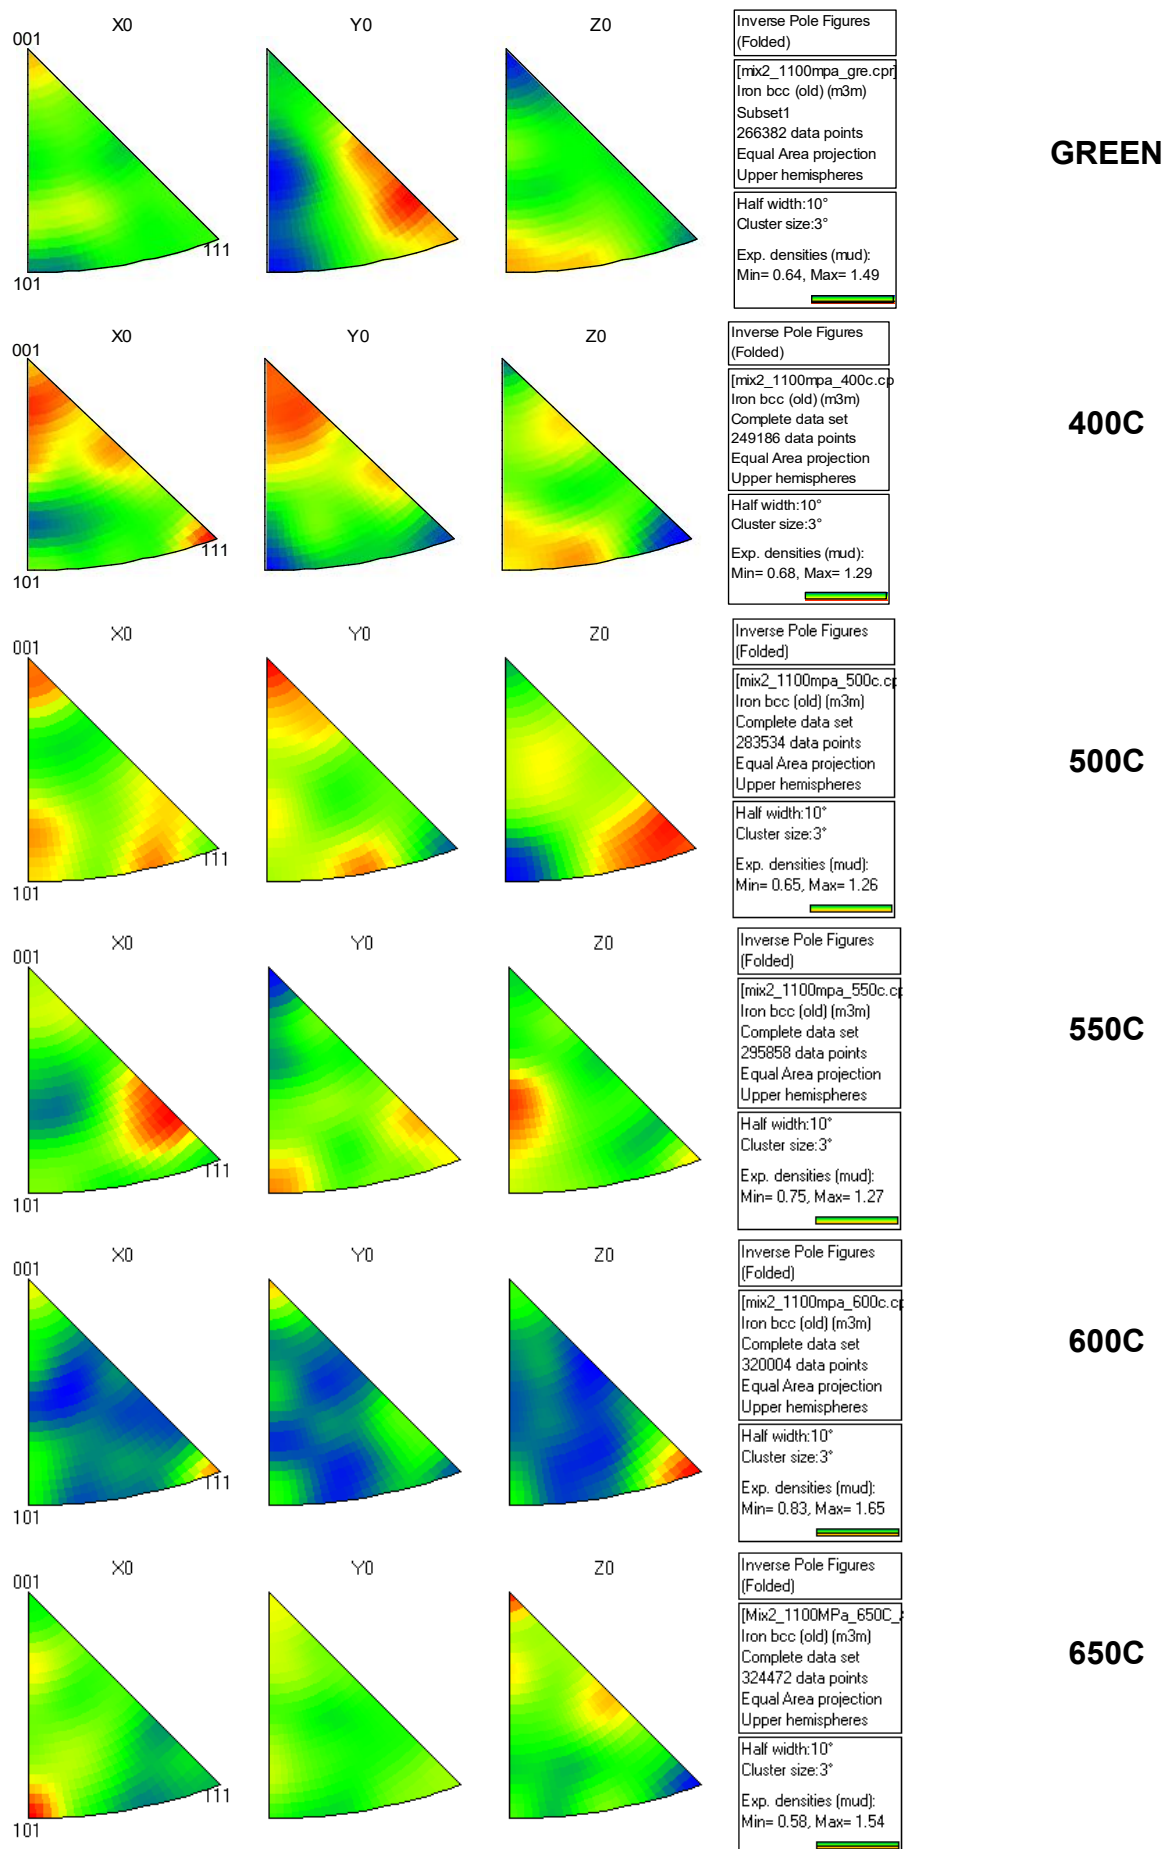 X0 Y0 Z0
001
111
101
Inverse Pole Figures
(Folded)
[mix2_1100mpa_gre.cpr]
Iron bcc (old) (m3m)
Subset1
266382 data points
Equal Area projection
Upper hemispheres
Half width:10°
Cluster size:3°
Exp. densities (mud):
Min= 0.64, Max= 1.49
GREEN
X0 Y0 Z0
001
111
101
Inverse Pole Figures
(Folded)
[mix2_1100mpa_400c.cp
Iron bcc (old) (m3m)
Complete data set
249186 data points
Equal Area projection
Upper hemispheres
Half width:10°
Cluster size:3°
Exp. densities (mud):
Min= 0.68, Max= 1.29
400C
X0 Y0 Z0
001
111
101
Inverse Pole Figures
(Folded)
[mix2_1100mpa_500c.cp
Iron bcc (old) (m3m)
Complete data set
283534 data points
Equal Area projection
Upper hemispheres
Half width:10°
Cluster size:3°
Exp. densities (mud):
Min= 0.65, Max= 1.26
500C
X0 Y0 Z0
001
111
101
Inverse Pole Figures
(Folded)
[mix2_1100mpa_550c.cp
Iron bcc (old) (m3m)
Complete data set
295858 data points
Equal Area projection
Upper hemispheres
Half width:10°
Cluster size:3°
Exp. densities (mud):
Min= 0.75, Max= 1.27
550C
X0 Y0 Z0
001
111
101
Inverse Pole Figures
(Folded)
[mix2_1100mpa_600c.cp
Iron bcc (old) (m3m)
Complete data set
320004 data points
Equal Area projection
Upper hemispheres
Half width:10°
Cluster size:3°
Exp. densities (mud):
Min= 0.83, Max= 1.65
600C
X0 Y0 Z0
001
111
101
Inverse Pole Figures
(Folded)
[Mix2_1100MPa_650C_
Iron bcc (old) (m3m)
Complete data set
324472 data points
Equal Area projection
Upper hemispheres
Half width:10°
Cluster size:3°
Exp. densities (mud):
Min= 0.58, Max= 1.54
650C